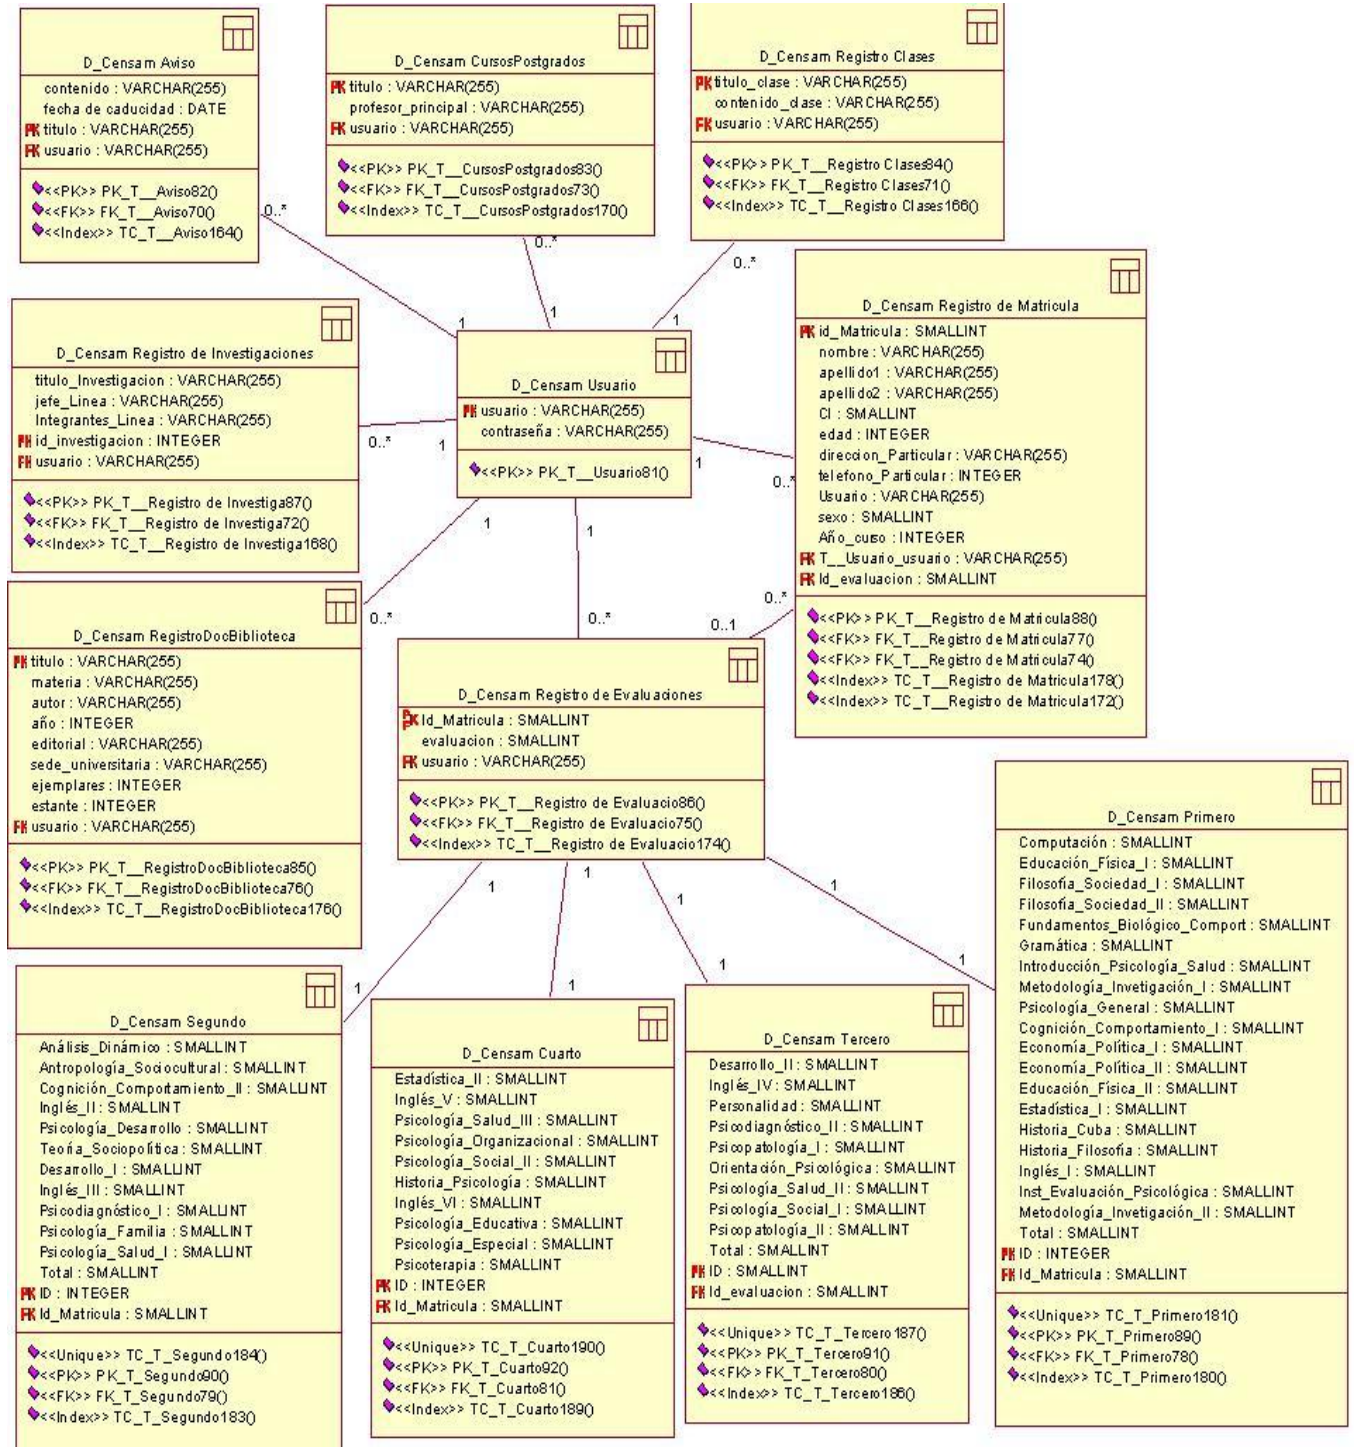 D_Censam Aviso
contenido : VARCHAR(255)
fecha de caducidad : DATE
PK titulo : VARCHAR(255)
FK usuario : VARCHAR(255)
<<PK>> PK_T__Aviso82()
<<FK>> FK_T__Aviso70()
<<Index>> TC_T__Aviso164()
D_Censam CursosPostgrados
PK titulo : VARCHAR(255)
profesor_principal : VARCHAR(255)
FK usuario : VARCHAR(255)
<<PK>> PK_T__CursosPostgrados83()
<<FK>> FK_T__CursosPostgrados73()
<<Index>> TC_T__CursosPostgrados170()
D_Censam Registro Clases
PK titulo_clase : VARCHAR(255)
contenido_clase : VARCHAR(255)
FK usuario : VARCHAR(255)
<<PK>> PK_T__Registro Clases84()
<<FK>> FK_T__Registro Clases71()
<<Index>> TC_T__Registro Clases166()
0..*
0..*
0..*
1
1
1
D_Censam Registro de Investigaciones
titulo_Investigacion : VARCHAR(255)
jefe_Linea : VARCHAR(255)
Integrantes_Linea : VARCHAR(255)
PK id_investigacion : INTEGER
FK usuario : VARCHAR(255)
<<PK>> PK_T__Registro de Investiga87()
<<FK>> FK_T__Registro de Investiga72()
<<Index>> TC_T__Registro de Investiga168()
0..*
1
D_Censam Usuario
PK usuario : VARCHAR(255)
contraseña : VARCHAR(255)
<<PK>> PK_T__Usuario81()
1
0..*
D_Censam Registro de Matricula
PK id_Matricula : SMALLINT
nombre : VARCHAR(255)
apellido1 : VARCHAR(255)
apellido2 : VARCHAR(255)
CI : SMALLINT
edad : INTEGER
direccion_Particular : VARCHAR(255)
telefono_Particular : INTEGER
Usuario : VARCHAR(255)
sexo : SMALLINT
Año_curso : INTEGER
FK T__Usuario_usuario : VARCHAR(255)
FK Id_evaluacion : SMALLINT
<<PK>> PK_T__Registro de Matricula88()
<<FK>> FK_T__Registro de Matricula77()
<<FK>> FK_T__Registro de Matricula74()
<<Index>> TC_T__Registro de Matricula178()
<<Index>> TC_T__Registro de Matricula172()
1
1
0..*
0..*
0..1
0..*
D_Censam RegistroDocBiblioteca
PK titulo : VARCHAR(255)
materia : VARCHAR(255)
autor : VARCHAR(255)
año : INTEGER
editorial : VARCHAR(255)
sede_universitaria : VARCHAR(255)
ejemplares : INTEGER
estante : INTEGER
FK usuario : VARCHAR(255)
<<PK>> PK_T__RegistroDocBiblioteca85()
<<FK>> FK_T__RegistroDocBiblioteca76()
<<Index>> TC_T__RegistroDocBiblioteca176()
D_Censam Registro de Evaluaciones
PK Id_Matricula : SMALLINT
evaluacion : SMALLINT
FK usuario : VARCHAR(255)
<<PK>> PK_T__Registro de Evaluacio86()
<<FK>> FK_T__Registro de Evaluacio75()
<<Index>> TC_T__Registro de Evaluacio174()
1
1
1
1
1
1
1
1
D_Censam Segundo
Análisis_Dinámico : SMALLINT
Antropología_Sociocultural : SMALLINT
Cognición_Comportamiento_II : SMALLINT
Inglés_II : SMALLINT
Psicología_Desarrollo : SMALLINT
Teoría_Sociopolítica : SMALLINT
Desarrollo_I : SMALLINT
Inglés_III : SMALLINT
Psicodiagnóstico_I : SMALLINT
Psicología_Familia : SMALLINT
Psicología_Salud_I : SMALLINT
Total : SMALLINT
PK ID : INTEGER
FK Id_Matricula : SMALLINT
<<Unique>> TC_T_Segundo184()
<<PK>> PK_T_Segundo90()
<<FK>> FK_T_Segundo79()
<<Index>> TC_T_Segundo183()
D_Censam Cuarto
Estadística_II : SMALLINT
Inglés_V : SMALLINT
Psicología_Salud_III : SMALLINT
Psicología_Organizacional : SMALLINT
Psicología_Social_II : SMALLINT
Historia_Psicología : SMALLINT
Inglés_VI : SMALLINT
Psicología_Educativa : SMALLINT
Psicología_Especial : SMALLINT
Psicoterapia : SMALLINT
PK ID : INTEGER
FK Id_Matricula : SMALLINT
<<Unique>> TC_T_Cuarto190()
<<PK>> PK_T_Cuarto92()
<<FK>> FK_T_Cuarto81()
<<Index>> TC_T_Cuarto189()
D_Censam Tercero
Desarrollo_II : SMALLINT
Inglés_IV : SMALLINT
Personalidad : SMALLINT
Psicodiagnóstico_II : SMALLINT
Psicopatología_I : SMALLINT
Orientación_Psicológica : SMALLINT
Psicología_Salud_II : SMALLINT
Psicología_Social_I : SMALLINT
Psicopatología_II : SMALLINT
Total : SMALLINT
PK ID : SMALLINT
FK Id_evaluacion : SMALLINT
<<Unique>> TC_T_Tercero187()
<<PK>> PK_T_Tercero91()
<<FK>> FK_T_Tercero80()
<<Index>> TC_T_Tercero186()
D_Censam Primero
Computación : SMALLINT
Educación_Física_I : SMALLINT
Filosofía_Sociedad_I : SMALLINT
Filosofía_Sociedad_II : SMALLINT
Fundamentos_Biológico_Comport : SMALLINT
Gramática : SMALLINT
Introducción_Psicología_Salud : SMALLINT
Metodología_Invetigación_I : SMALLINT
Psicología_General : SMALLINT
Cognición_Comportamiento_I : SMALLINT
Economía_Política_I : SMALLINT
Economía_Política_II : SMALLINT
Educación_Física_II : SMALLINT
Estadística_I : SMALLINT
Historia_Cuba : SMALLINT
Historia_Filosofía : SMALLINT
Inglés_I : SMALLINT
Inst_Evaluación_Psicológica : SMALLINT
Metodología_Invetigación_II : SMALLINT
Total : SMALLINT
PK ID : INTEGER
FK Id_Matricula : SMALLINT
<<Unique>> TC_T_Primero181()
<<PK>> PK_T_Primero89()
<<FK>> FK_T_Primero78()
<<Index>> TC_T_Primero180()